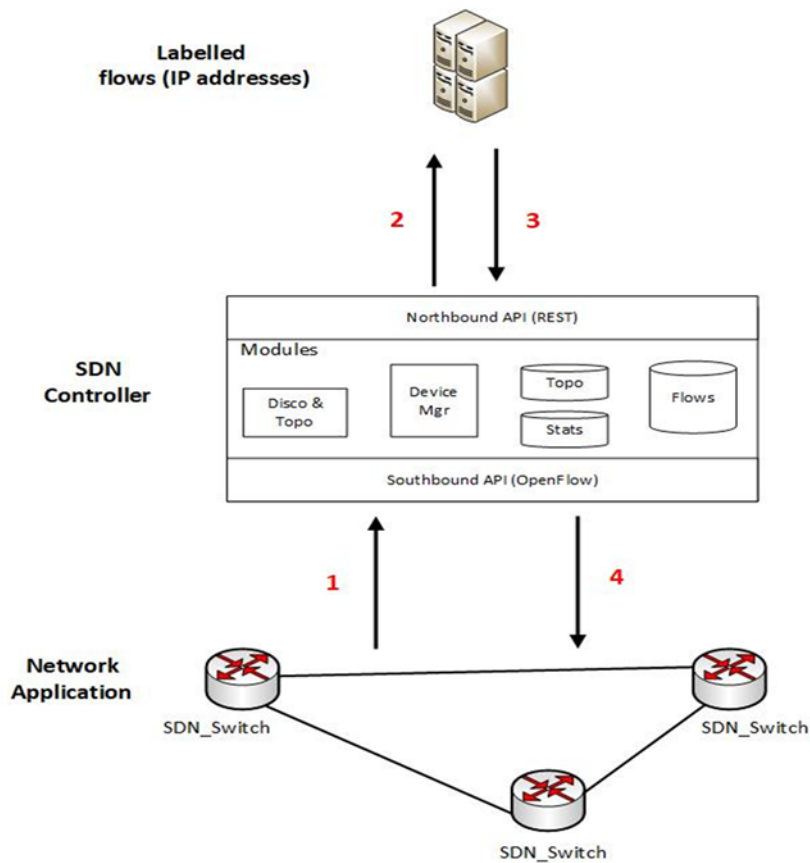 Labelled
flows (IP addresses)
2
3
Northbound API (REST)
Modules
SDN
Controller
Disco &
Topo
Device
Mgr
Topo
Stats
Flows
Southbound API (OpenFlow)
1
4
Network
Application
SDN_Switch
SDN_Switch
SDN_Switch